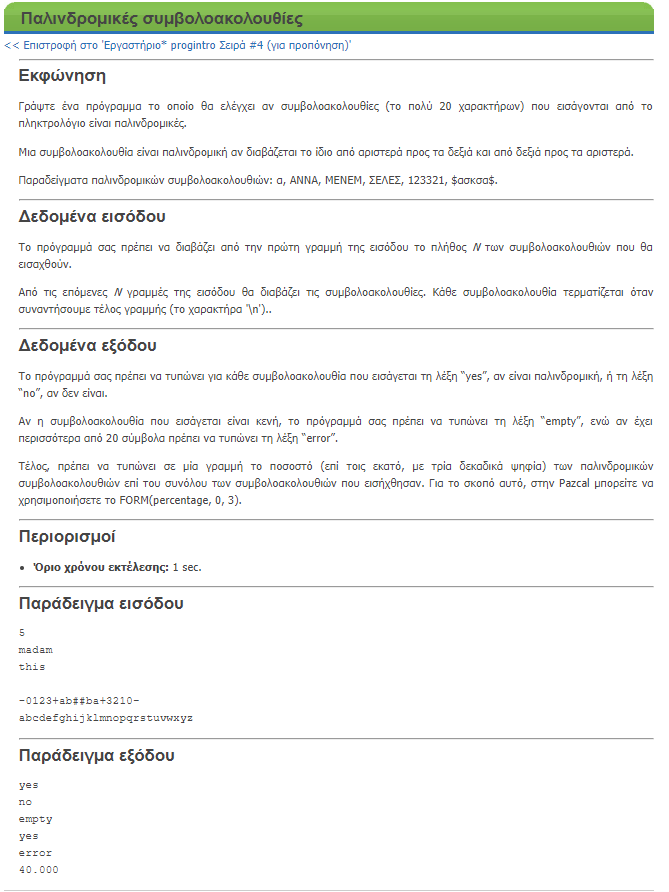 Παλινδρομικές συμβολοακολουθίες
<< Επιστροφή στο 'Εργαστήριο* progintro Σειρά #4 (για προπόνηση)'
Εκφώνηση
Γράψτε ένα πρόγραμμα το οποίο θα ελέγχει αν συμβολοακολουθίες (το πολύ 20 χαρακτήρων) που εισάγονται από το
πληκτρολόγιο είναι παλινδρομικές.
Μια συμβολοακολουθία είναι παλινδρομική αν διαβάζεται το ίδιο από αριστερά προς τα δεξιά και από δεξιά προς τα αριστερά.
Παραδείγματα παλινδρομικών συμβολοακολουθιών: α, ΑΝΝΑ, ΜΕΝΕΜ, ΣΕΛΕΣ, 123321, $ασκσα$.
Δεδομένα εισόδου
Το πρόγραμμά σας πρέπει να διαβάζει από την πρώτη γραμμή της εισόδου το πλήθος N των συμβολοακολουθιών που θα
εισαχθούν.
Από τις επόμενες N γραμμές της εισόδου θα διαβάζει τις συμβολοακολουθίες. Κάθε συμβολοακολουθία τερματίζεται όταν
συναντήσουμε τέλος γραμμής (το χαρακτήρα '\n')..
Δεδομένα εξόδου
Το πρόγραμμά σας πρέπει να τυπώνει για κάθε συμβολοακολουθία που εισάγεται τη λέξη “yes”, αν είναι παλινδρομική, ή τη λέξη
“no”, αν δεν είναι.
Αν η συμβολοακολουθία που εισάγεται είναι κενή, το πρόγραμμά σας πρέπει να τυπώνει τη λέξη “empty”, ενώ αν έχει
περισσότερα από 20 σύμβολα πρέπει να τυπώνει τη λέξη “error”.
Τέλος, πρέπει να τυπώνει σε μία γραμμή το ποσοστό (επί τοις εκατό, με τρία δεκαδικά ψηφία) των παλινδρομικών
συμβολοακολουθιών επί του συνόλου των συμβολοακολουθιών που εισήχθησαν. Για το σκοπό αυτό, στην Pazcal μπορείτε να
χρησιμοποιήσετε το FORM(percentage, 0, 3).
Περιορισμοί
• Όριο χρόνου εκτέλεσης: 1 sec.
Παράδειγμα εισόδου
5
madam
this
-0123+ab##ba+3210-
abcdefghijklmnopqrstuvwxyz
Παράδειγμα εξόδου
yes
no
empty
yes
error
40.000